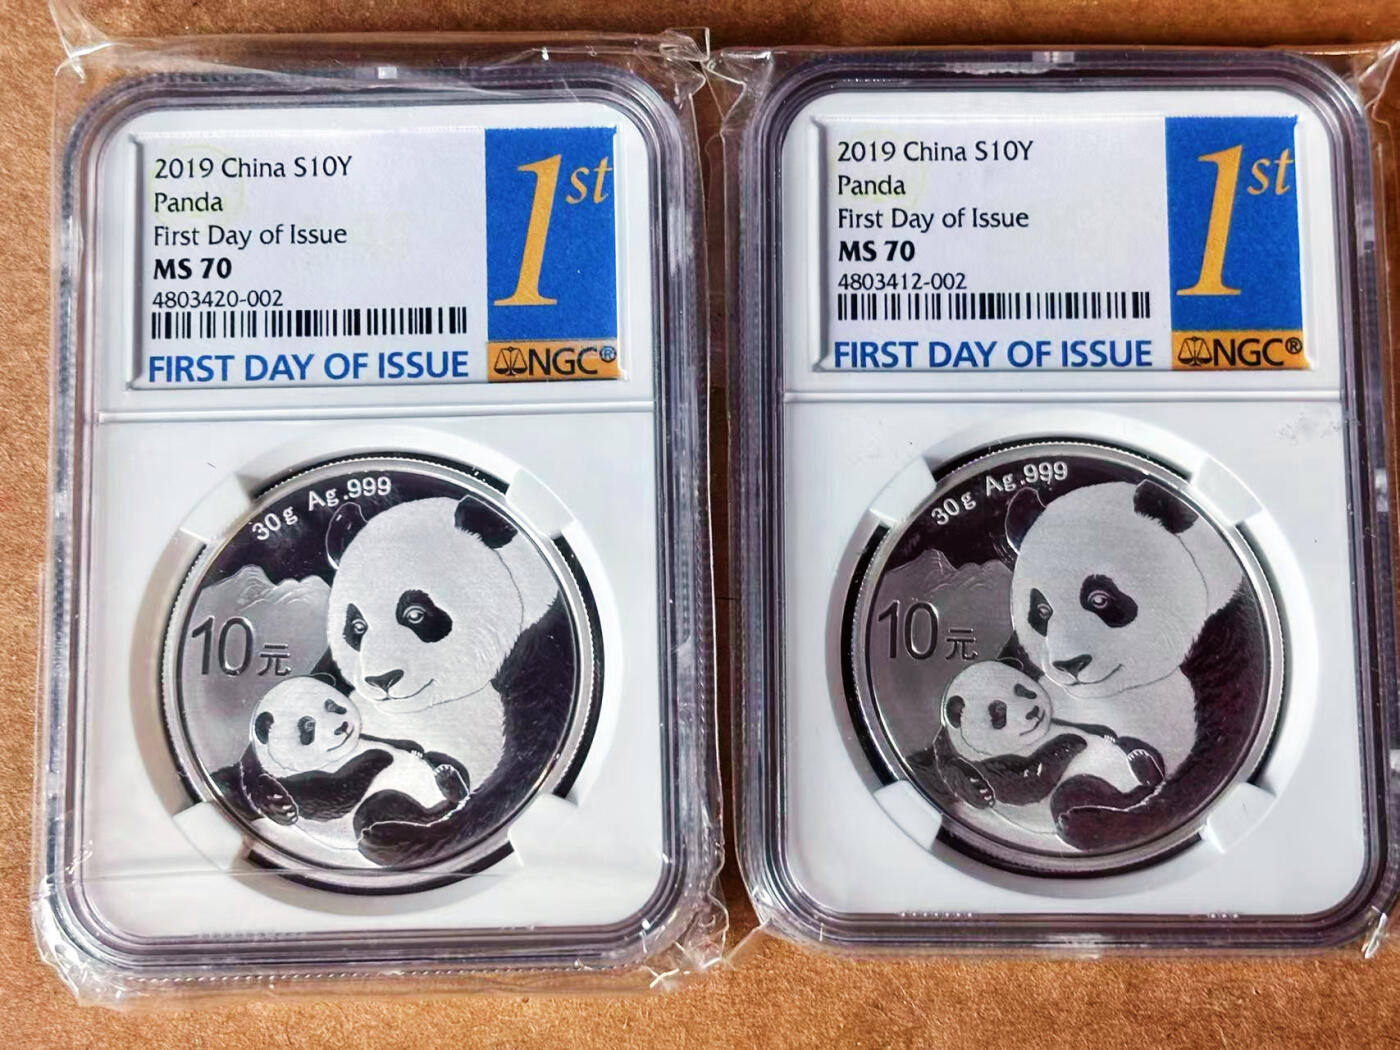 2019 China S10Y
Panda
First Day of Issue
MS 70
4803420-002
FIRST DAY OF ISSUE
1st
NGC®
30g Ag.999
10元
2019 China S10Y
Panda
First Day of Issue
MS 70
4803412-002
FIRST DAY OF ISSUE
1st
NGC®
30g Ag.999
10元